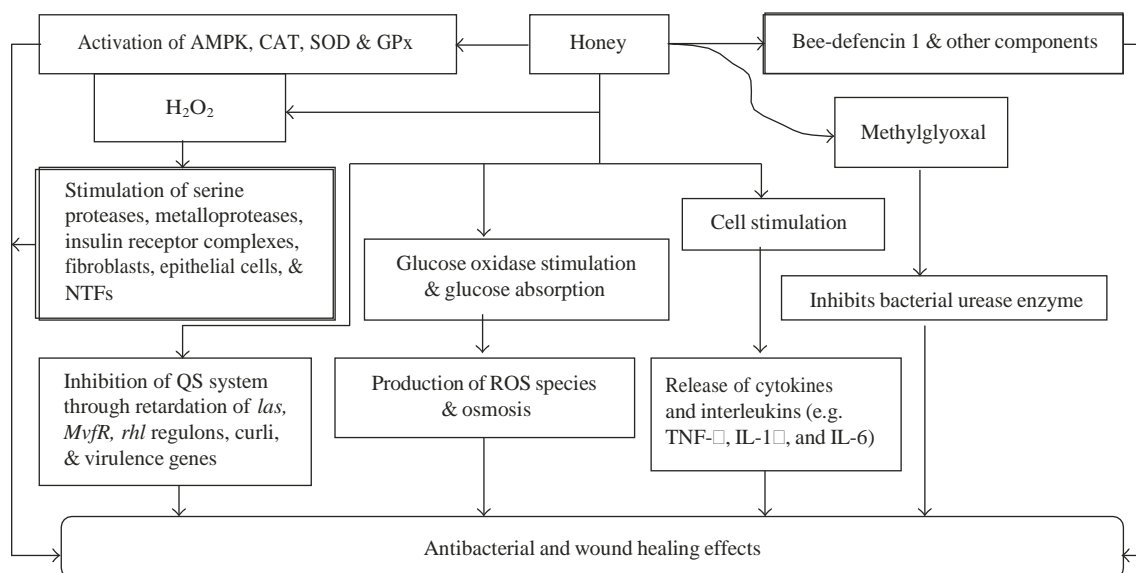 Activation of AMPK, CAT, SOD & GPx
Honey
Bee-defencin 1 & other components
H₂O₂
Methylglyoxal
Stimulation of serine
proteases, metalloproteases,
insulin receptor complexes,
fibroblasts, epithelial cells, &
NTFs
Cell stimulation
Glucose oxidase stimulation
& glucose absorption
Inhibits bacterial urease enzyme
Inhibition of QS system
through retardation of las,
MvfR, rhl regulons, curli,
& virulence genes
Production of ROS species
& osmosis
Release of cytokines
and interleukins (e.g.
TNF-□, IL-1□, and IL-6)
Antibacterial and wound healing effects